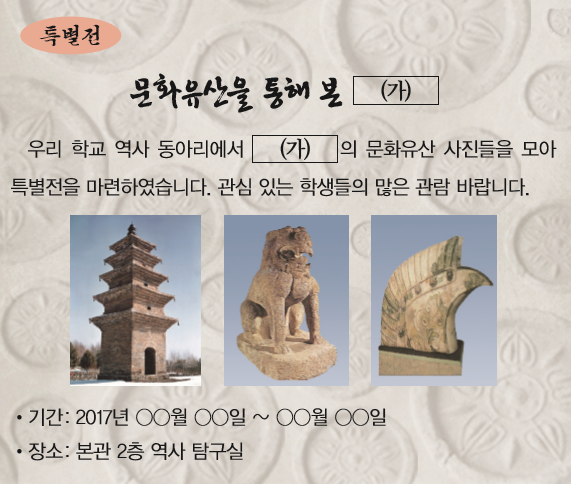 특별전
문화유산을 통해 본 (가)
우리 학교 역사 동아리에서 (가)의 문화유산 사진들을 모아
특별전을 마련하였습니다. 관심 있는 학생들의 많은 관람 바랍니다.
• 기간: 2017년 ○○월 ○○일 ~ ○○월 ○○일
• 장소: 본관 2층 역사 탐구실